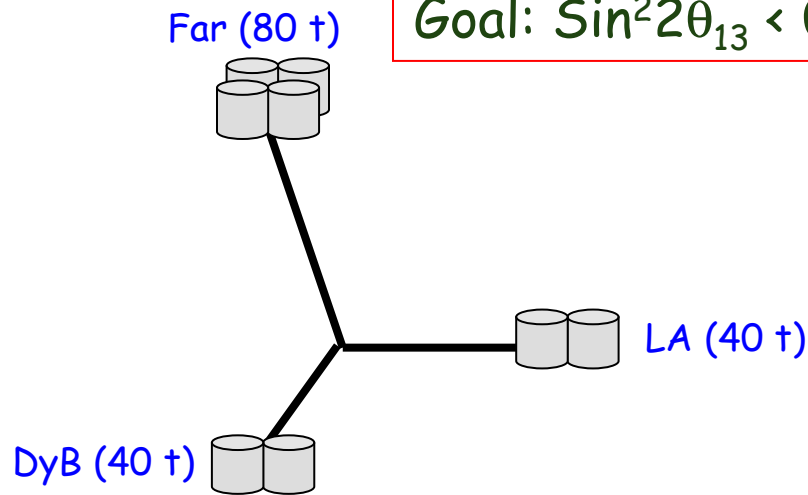 Far (80 t)
Goal: Sin²2θ₁₃ <
LA (40 t)
DyB (40 t)